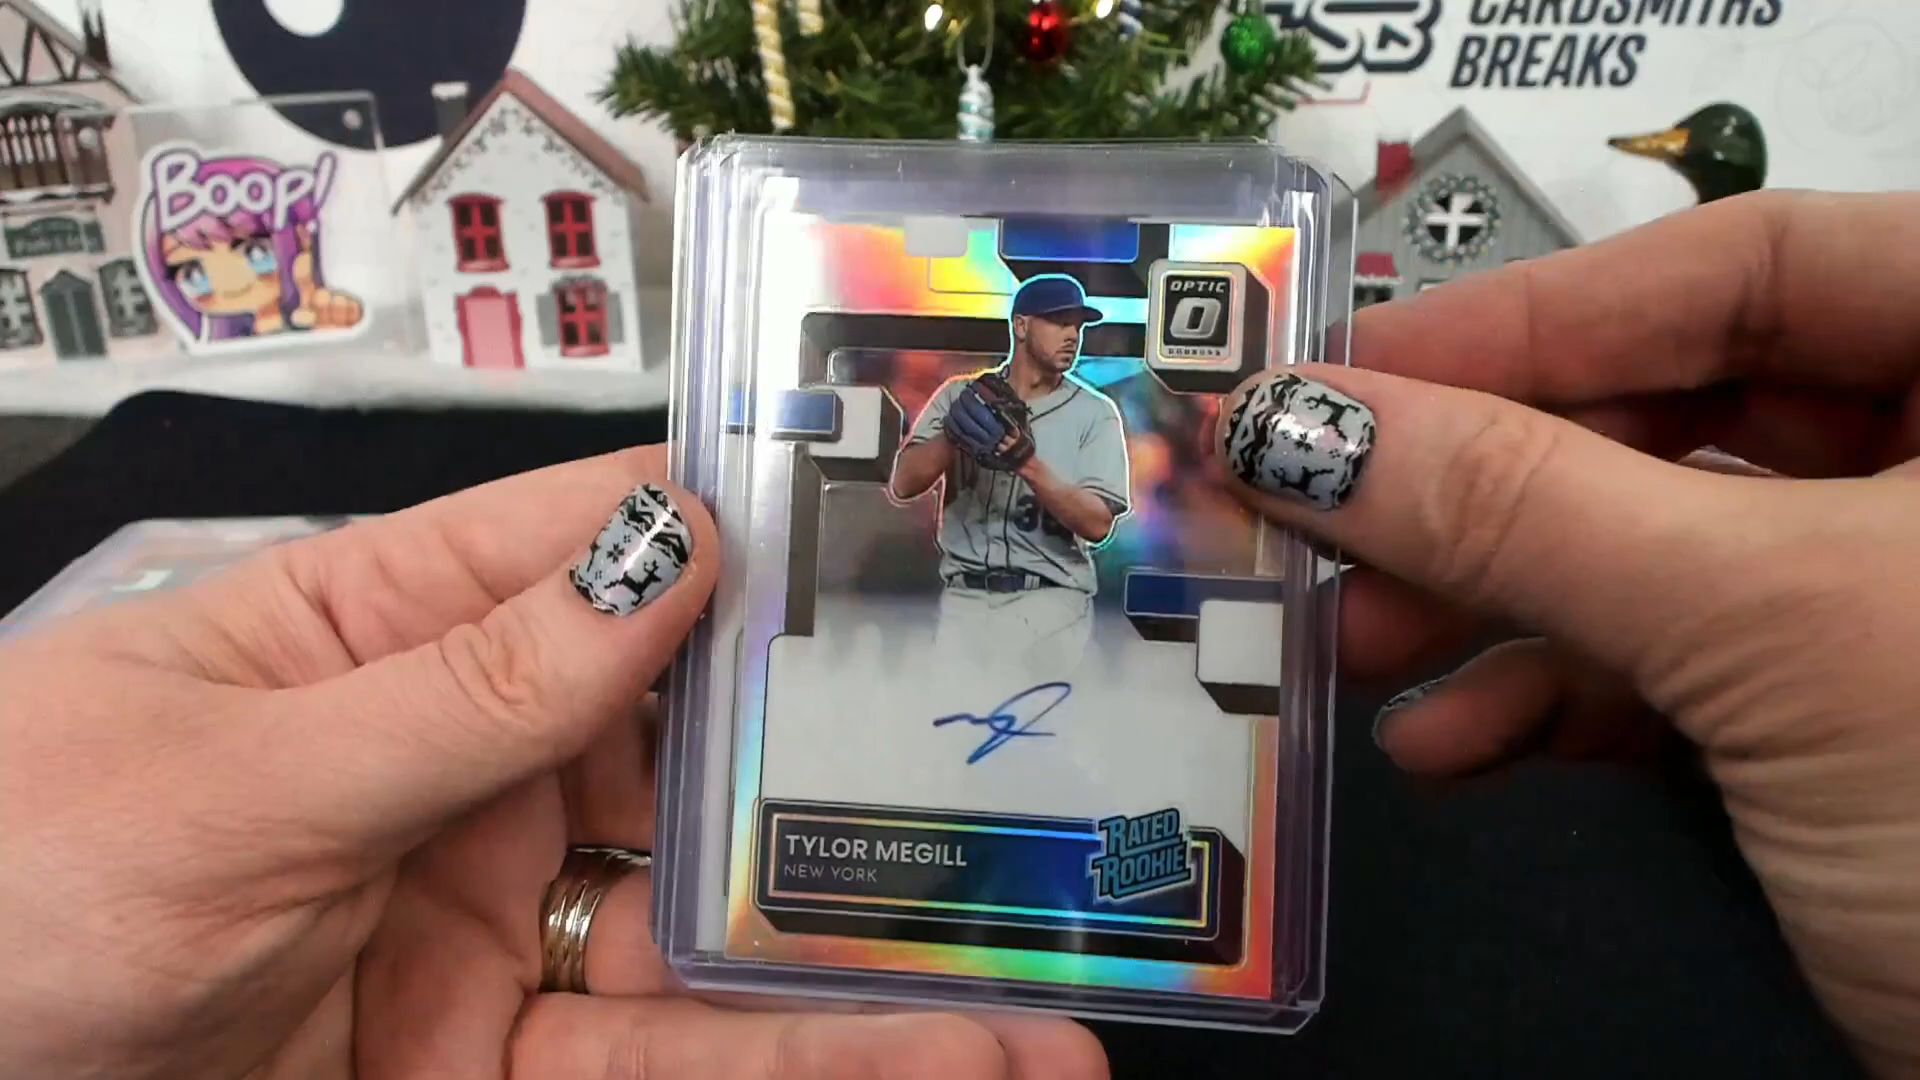 CARDSMITHS
BREAKS
BOOP!
OPTIC
DONRUSS
TYLOR MEGILL
NEW YORK
RATED
ROOKIE